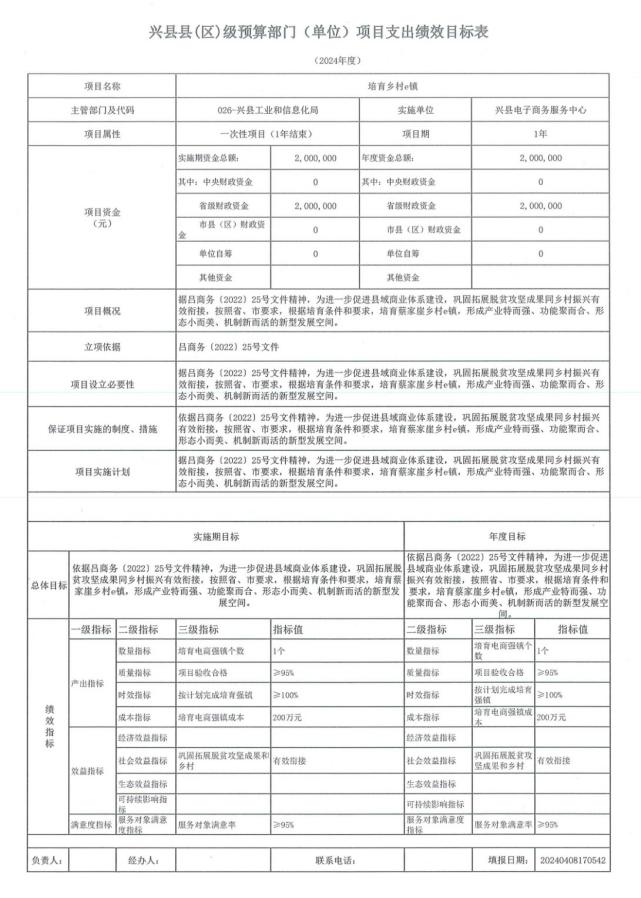 兴县县(区)级预算部门（单位）项目支出绩效目标表
（2024年度）
项目名称 培育乡村e镇
主管部门及代码 026-兴县工业和信息化局 实施单位 兴县电子商务服务中心
项目属性 一次性项目（1年结束） 项目期 1年
项目资金
（元）
实施期资金总额: 2,000,000 年度资金总额: 2,000,000
其中: 中央财政资金 0 其中: 中央财政资金 0
省级财政资金 2,000,000 省级财政资金 2,000,000
市县（区）财政资
金 0 市县（区）财政资金 0
单位自筹 0 单位自筹 0
其他资金 其他资金
项目概况
据吕商务〔2022〕25号文件精神，为进一步促进县域商业体系建设，巩固拓展脱贫攻坚成果同乡村振兴有
效衔接，按照省、市要求，根据培育条件和要求，培育蔡家崖乡村e镇，形成产业特而强、功能聚而合、形
态小而美、机制新而活的新型发展空间。
立项依据 吕商务〔2022〕25号文件
项目设立必要性
据吕商务〔2022〕25号文件精神，为进一步促进县域商业体系建设，巩固拓展脱贫攻坚成果同乡村振兴有
效衔接，按照省、市要求，根据培育条件和要求，培育蔡家崖乡村e镇，形成产业特而强、功能聚而合、形
态小而美、机制新而活的新型发展空间。
保证项目实施的制度、措施
依据吕商务〔2022〕25号文件精神，为进一步促进县域商业体系建设，巩固拓展脱贫攻坚成果同乡村振兴
有效衔接，按照省、市要求，根据培育条件和要求，培育蔡家崖乡村e镇，形成产业特而强、功能聚而合、
形态小而美、机制新而活的新型发展空间。
项目实施计划
据吕商务〔2022〕25号文件精神，为进一步促进县域商业体系建设，巩固拓展脱贫攻坚成果同乡村振兴有
效衔接，按照省、市要求，根据培育条件和要求，培育蔡家崖乡村e镇，形成产业特而强、功能聚而合、形
态小而美、机制新而活的新型发展空间。
实施期目标 年度目标
总体目标
依据吕商务〔2022〕25号文件精神，为进一步促进县域商业体系建设，巩固拓展脱
贫攻坚成果同乡村振兴有效衔接，按照省、市要求，根据培育条件和要求，培育蔡
家崖乡村e镇，形成产业特而强、功能聚而合、形态小而美、机制新而活的新型发
展空间。
依据吕商务〔2022〕25号文件精神，为进一步促进
县域商业体系建设，巩固拓展脱贫攻坚成果同乡村
振兴有效衔接，按照省、市要求，根据培育条件和
要求，培育蔡家崖乡村e镇，形成产业特而强、功
能聚而合、形态小而美、机制新而活的新型发展空
间。
绩效指标
一级指标 二级指标 三级指标 指标值 二级指标 三级指标 指标值
产出指标
数量指标 培育电商强镇个数 1个 数量指标 培育电商强镇个
数 1个
质量指标 项目验收合格 ≥95% 质量指标 项目验收合格 ≥95%
时效指标 按计划完成培育强镇 ≥100% 时效指标 按计划完成培育
强镇 ≥100%
成本指标 培育电商强镇成本 200万元 成本指标 培育电商强镇成
本 200万元
效益指标
经济效益指标 经济效益指标
社会效益指标 巩固拓展脱贫攻坚成果和
乡村 有效衔接 社会效益指标 巩固拓展脱贫攻
坚成果和乡村 有效衔接
生态效益指标 生态效益指标
可持续影响指
标 可持续影响指标
满意度指标 服务对象满意
度指标 服务对象满意率 ≥95% 服务对象满意度
指标 服务对象满意率 ≥95%
负责人: 经办人: 联系电话: 填报日期: 20240408170542